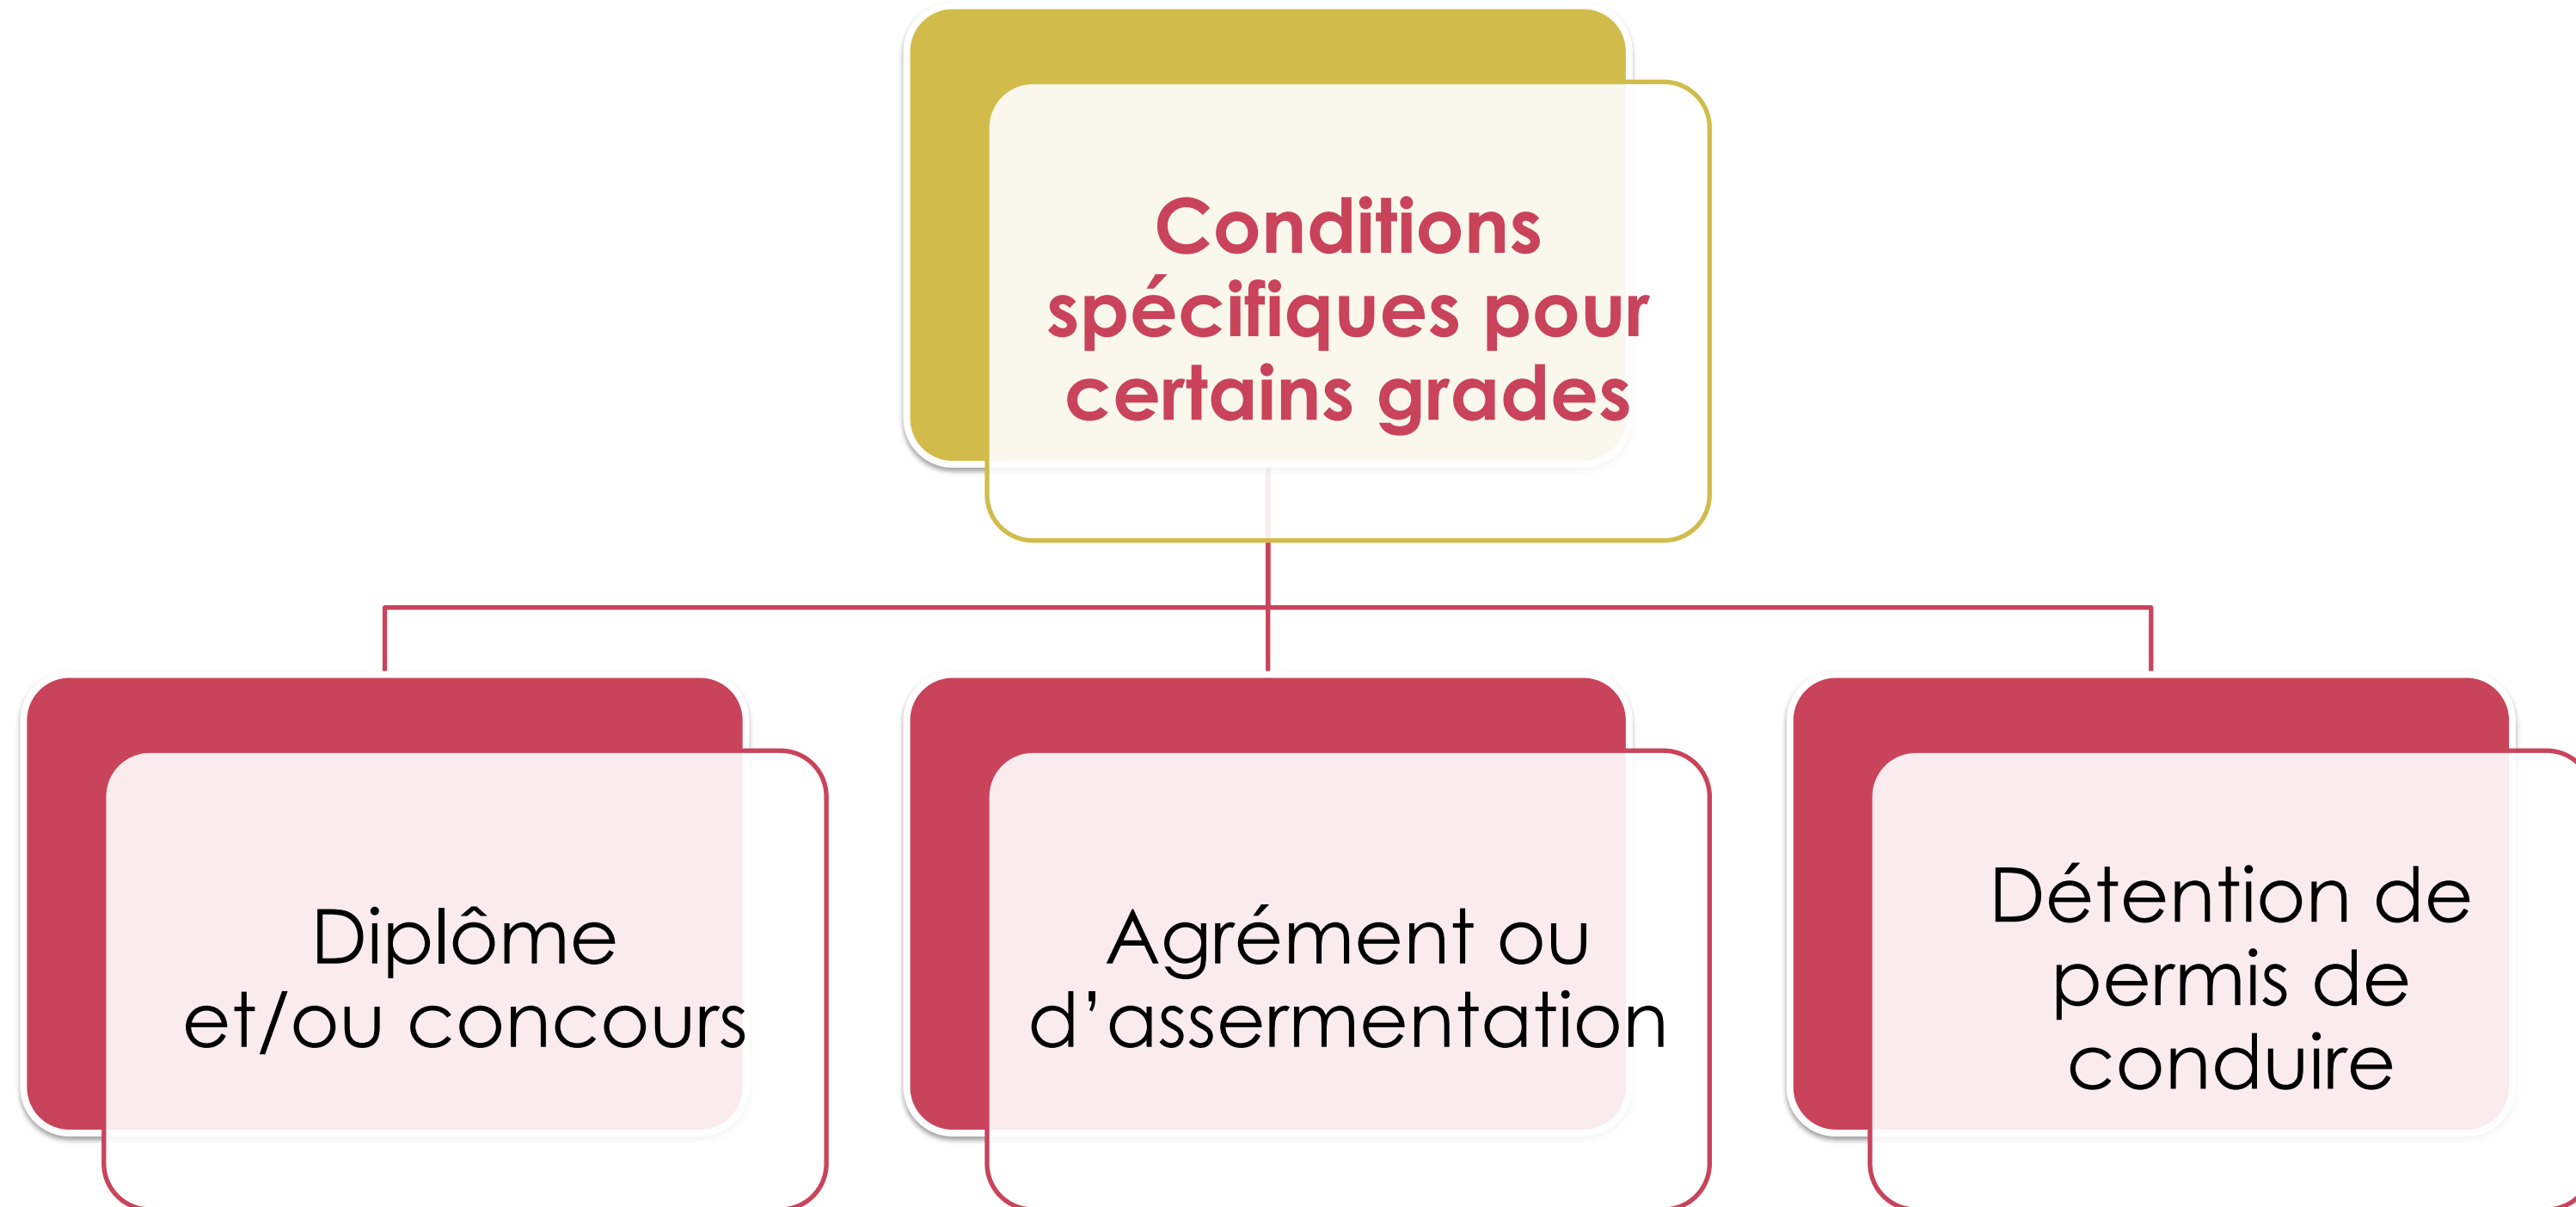 Conditions
spécifiques pour
certains grades
Diplôme
et/ou concours
Agrément ou
d’assermentation
Détention de
permis de
conduire